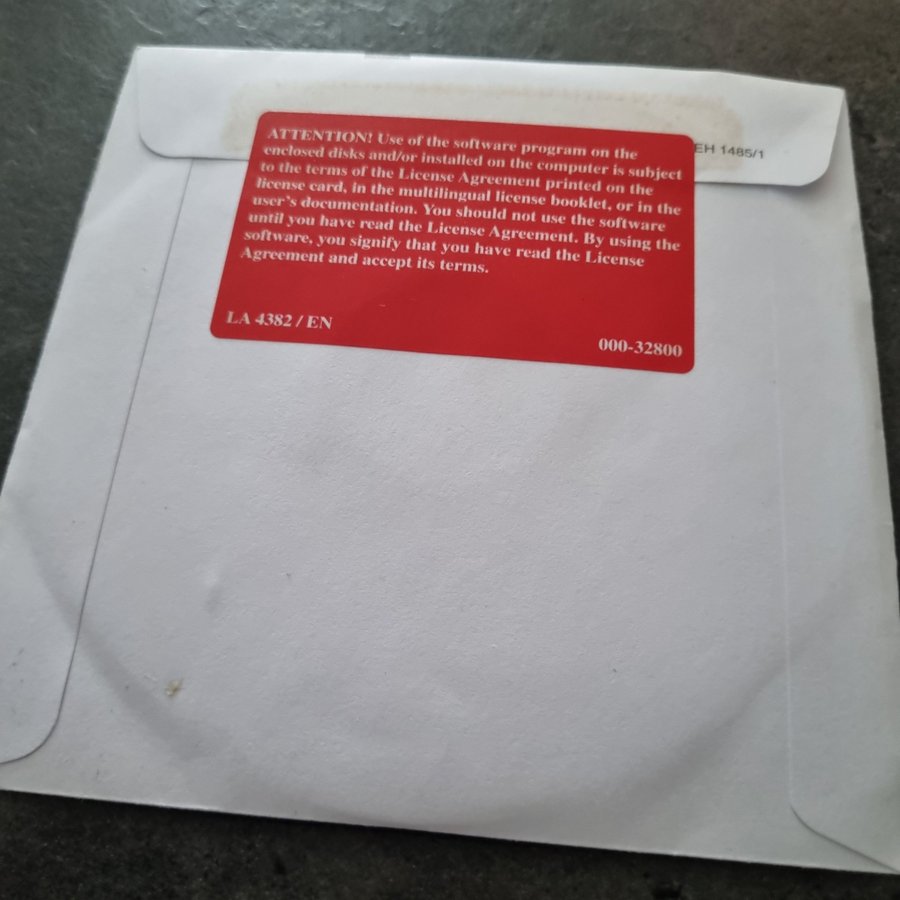 ATTENTION! Use of the software program on the
enclosed disks and/or installed on the computer is subject
to the terms of the License Agreement printed on the
license card, in the multilingual license booklet, or in the
user's documentation. You should not use the software
until you have read the License Agreement. By using the
software, you signify that you have read the License
Agreement and accept its terms.
LA 4382 / EN
000-32800
EH 1485/1